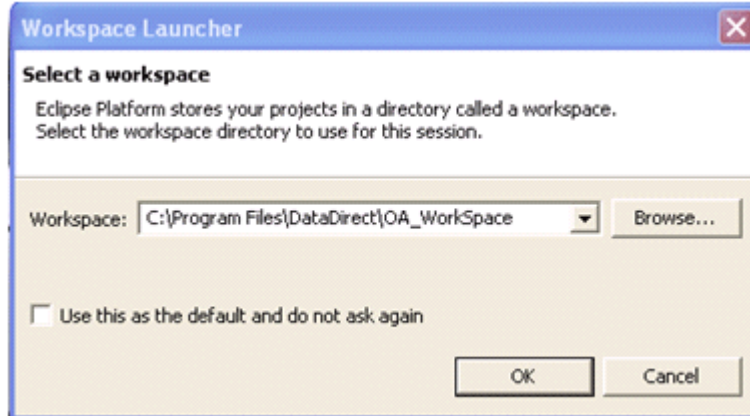 Workspace Launcher
Select a workspace
Eclipse Platform stores your projects in a directory called a workspace.
Select the workspace directory to use for this session.
Workspace: C:\Program Files\DataDirect\OA_WorkSpace Browse...
Use this as the default and do not ask again
OK Cancel